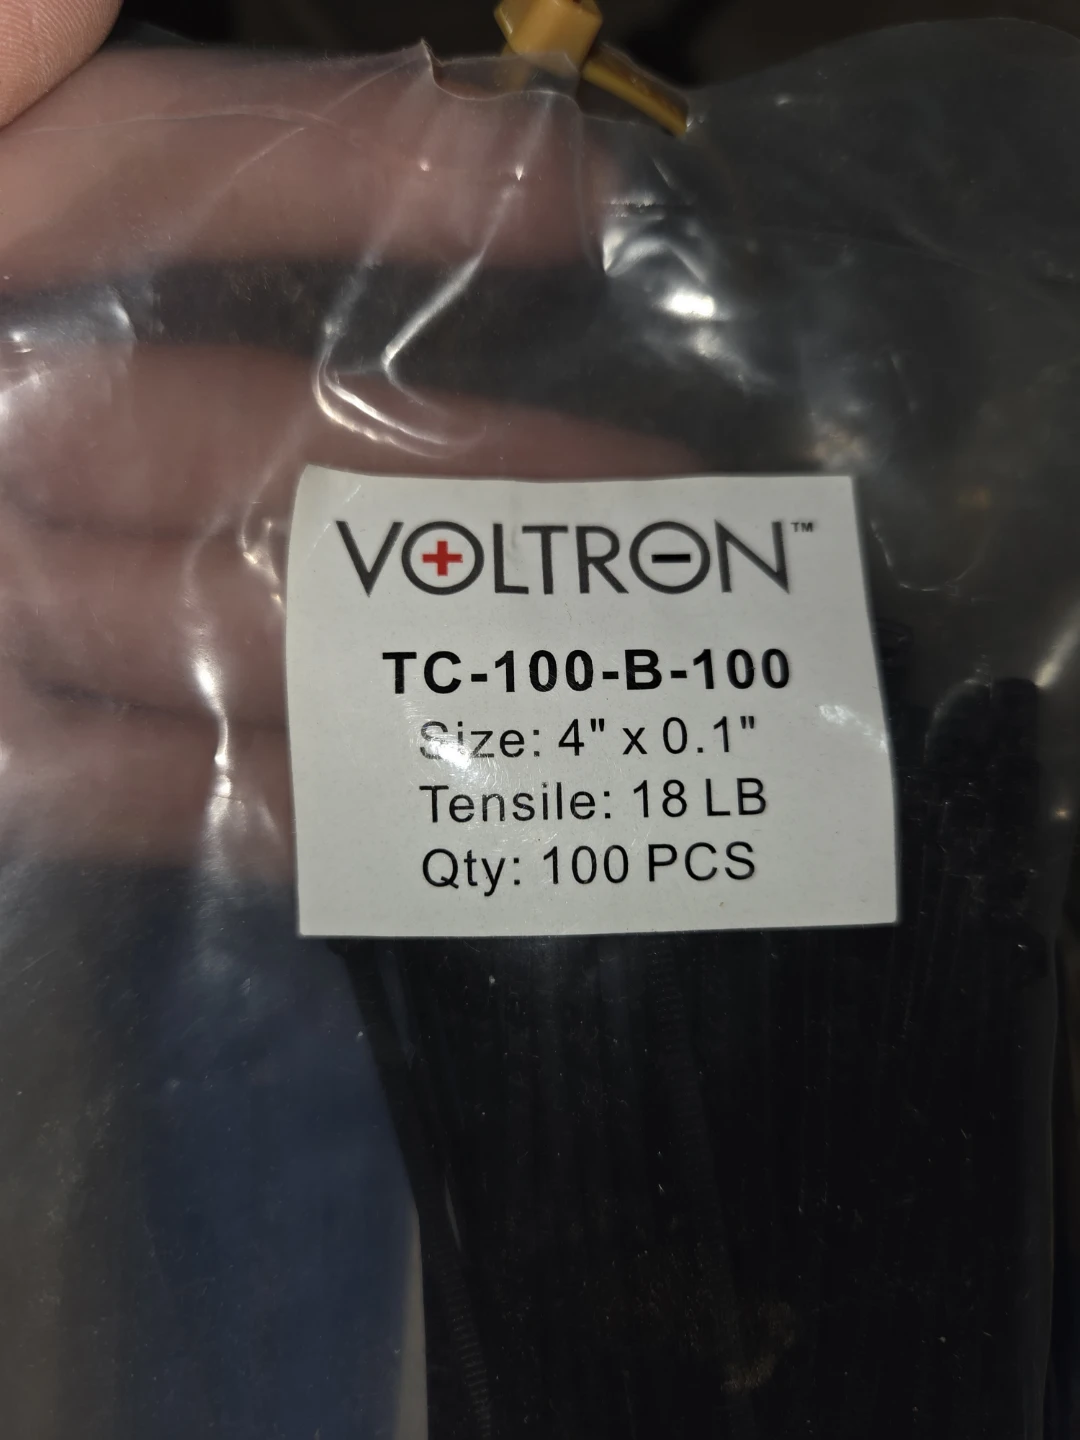 VOLTRON™
TC-100-B-100
Size: 4" x 0.1"
Tensile: 18 LB
Qty: 100 PCS